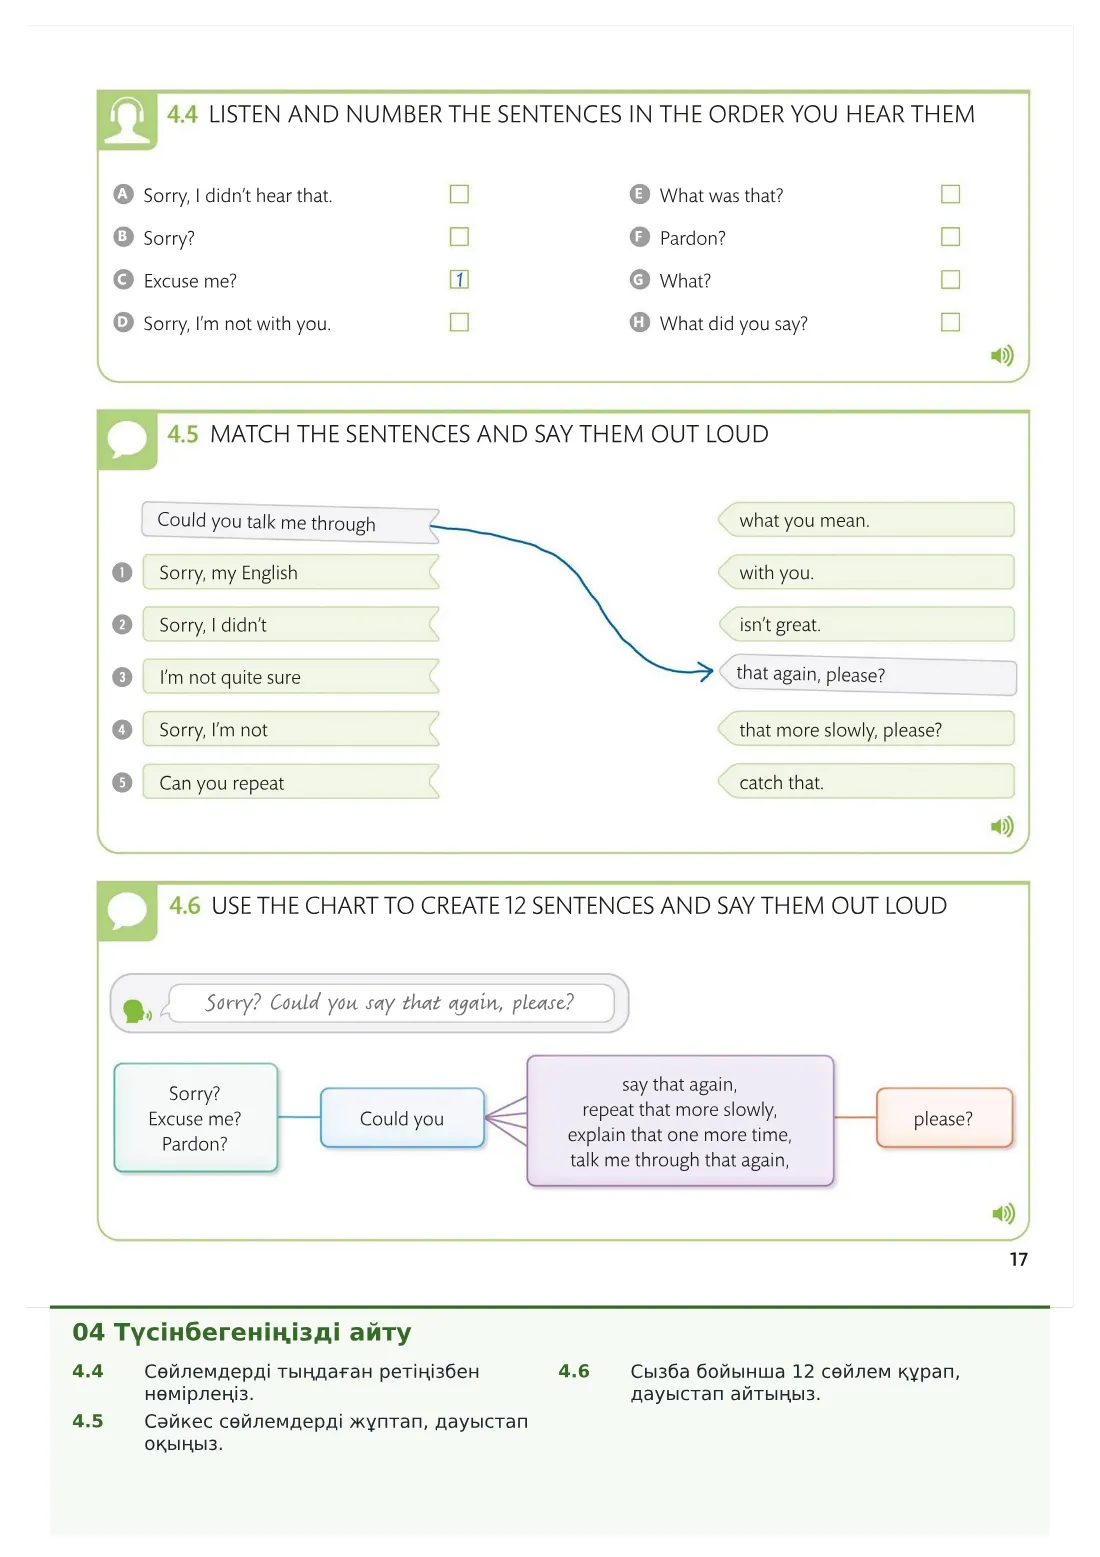 4.4 LISTEN AND NUMBER THE SENTENCES IN THE ORDER YOU HEAR THEM
A Sorry, I didn't hear that.
B Sorry?
C Excuse me? 1
D Sorry, I'm not with you.
E What was that?
F Pardon?
G What?
H What did you say?
4.5 MATCH THE SENTENCES AND SAY THEM OUT LOUD
Could you talk me through
what you mean.
1 Sorry, my English
with you.
2 Sorry, I didn't
isn't great.
3 I'm not quite sure
that again, please?
4 Sorry, I'm not
that more slowly, please?
5 Can you repeat
catch that.
4.6 USE THE CHART TO CREATE 12 SENTENCES AND SAY THEM OUT LOUD
Sorry? Could you say that again, please?
Sorry?
Excuse me?
Pardon?
Could you
say that again,
repeat that more slowly,
explain that one more time,
talk me through that again,
please?
17
04 Түсінбегеніңізді айту
4.4 Сөйлемдерді тыңдаған ретіңізбен
нөмірлеңіз.
4.5 Сәйкес сөйлемдерді жұптап, дауыстап
оқыңыз.
4.6 Сызба бойынша 12 сөйлем құрап,
дауыстап айтыңыз.